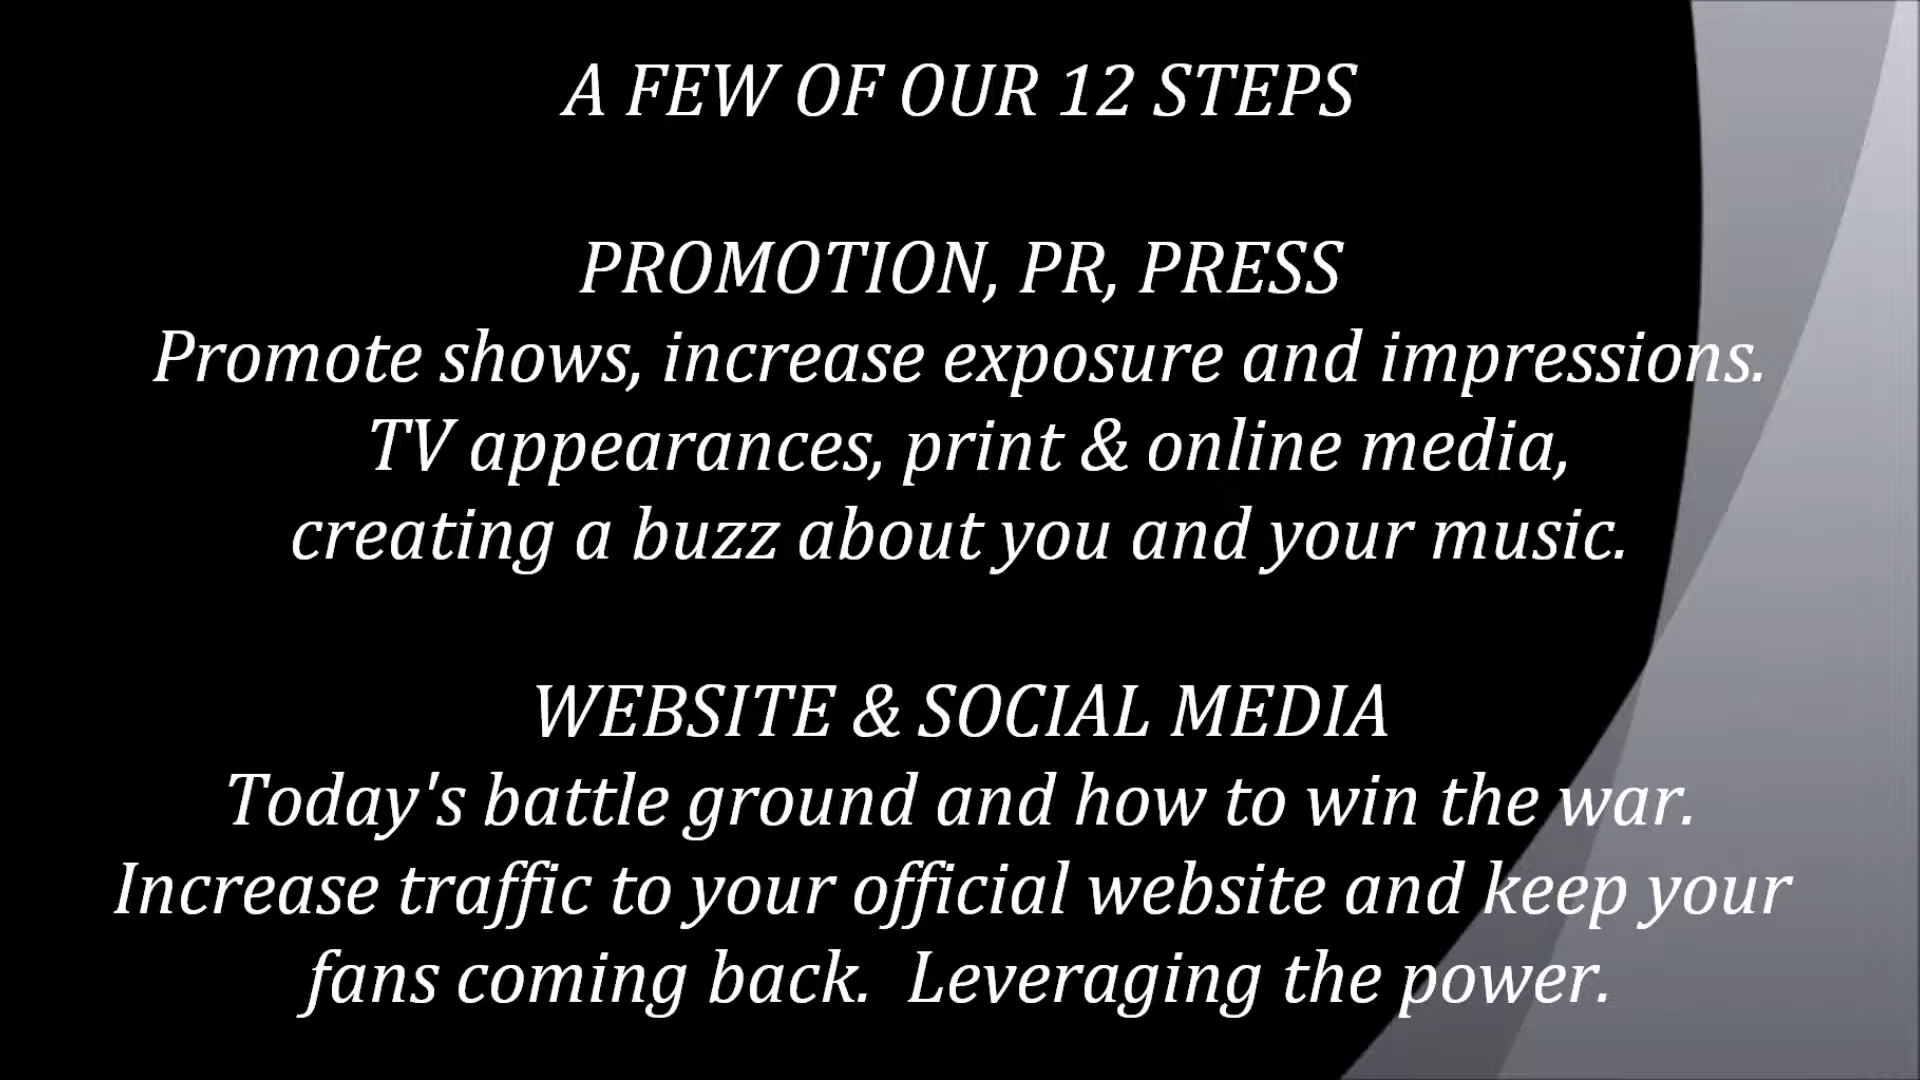 A FEW OF OUR 12 STEPS
PROMOTION, PR, PRESS
Promote shows, increase exposure and impressions.
TV appearances, print & online media,
creating a buzz about you and your music.
WEBSITE & SOCIAL MEDIA
Today's battle ground and how to win the war.
Increase traffic to your official website and keep your
fans coming back.  Leveraging the power.